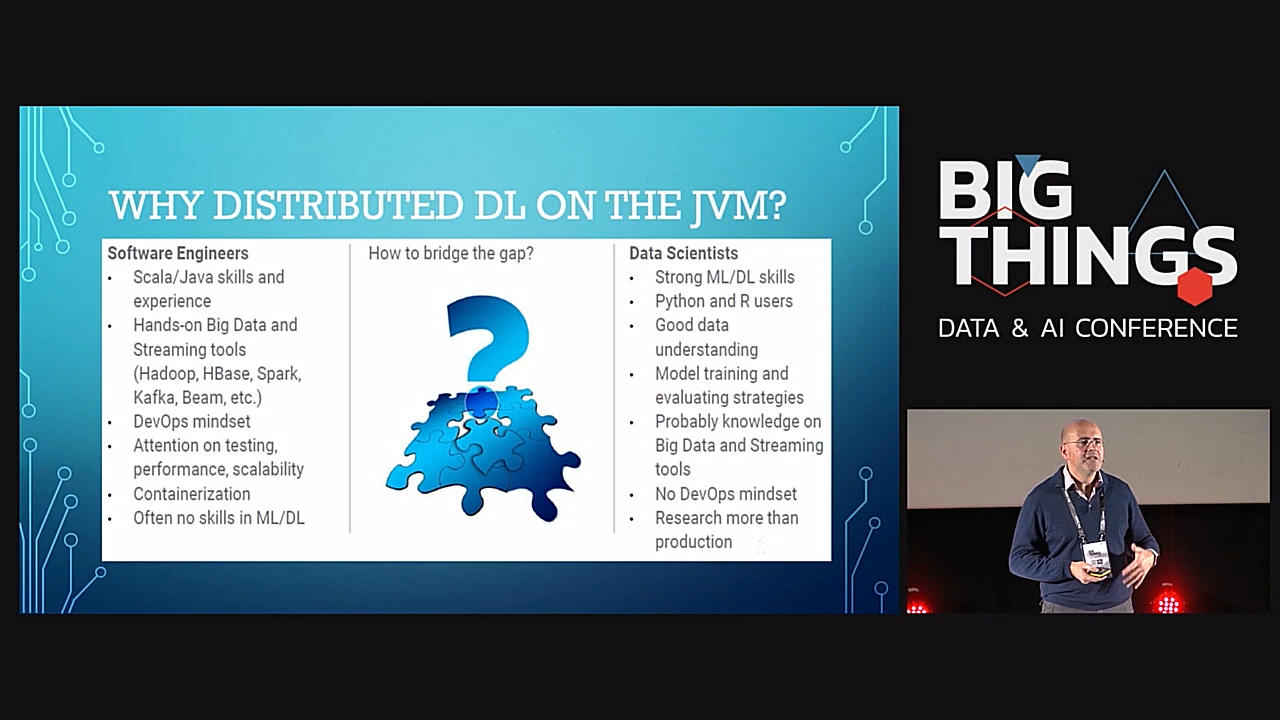 WHY DISTRIBUTED DL ON THE JVM?
Software Engineers
• Scala/Java skills and
experience
• Hands-on Big Data and
Streaming tools
(Hadoop, HBase, Spark,
Kafka, Beam, etc.)
• DevOps mindset
• Attention on testing,
performance, scalability
• Containerization
• Often no skills in ML/DL
How to bridge the gap?
?
Data Scientists
• Strong ML/DL skills
• Python and R users
• Good data
understanding
• Model training and
evaluating strategies
• Probably knowledge on
Big Data and Streaming
tools
• No DevOps mindset
• Research more than
production
BIG
THINGS
DATA & AI CONFERENCE